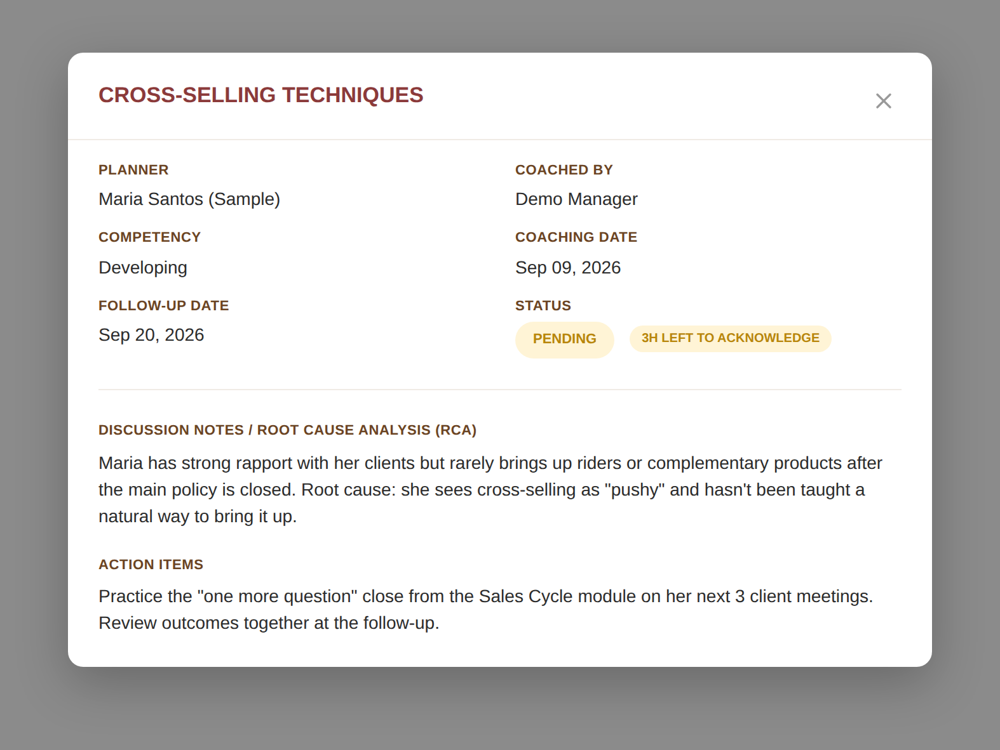 CROSS-SELLING TECHNIQUES
PLANNER
Maria Santos (Sample)
COACHED BY
Demo Manager
COMPETENCY
Developing
COACHING DATE
Sep 09, 2026
FOLLOW-UP DATE
Sep 20, 2026
STATUS
PENDING
3H LEFT TO ACKNOWLEDGE
DISCUSSION NOTES / ROOT CAUSE ANALYSIS (RCA)
Maria has strong rapport with her clients but rarely brings up riders or complementary products after
the main policy is closed. Root cause: she sees cross-selling as "pushy" and hasn't been taught a
natural way to bring it up.
ACTION ITEMS
Practice the "one more question" close from the Sales Cycle module on her next 3 client meetings.
Review outcomes together at the follow-up.